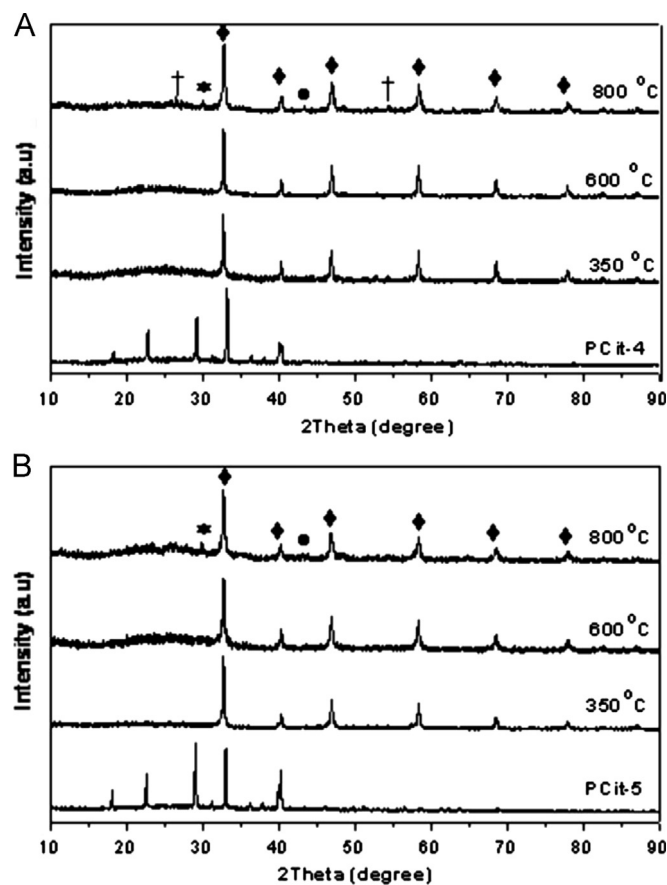 A
800 °C
600 °C
350 °C
PCit-4
Intensity (a.u)
10 20 30 40 50 60 70 80 90
2Theta (degree)
B
800 °C
600 °C
350 °C
PCit-5
Intensity (a.u)
10 20 30 40 50 60 70 80 90
2Theta (degree)